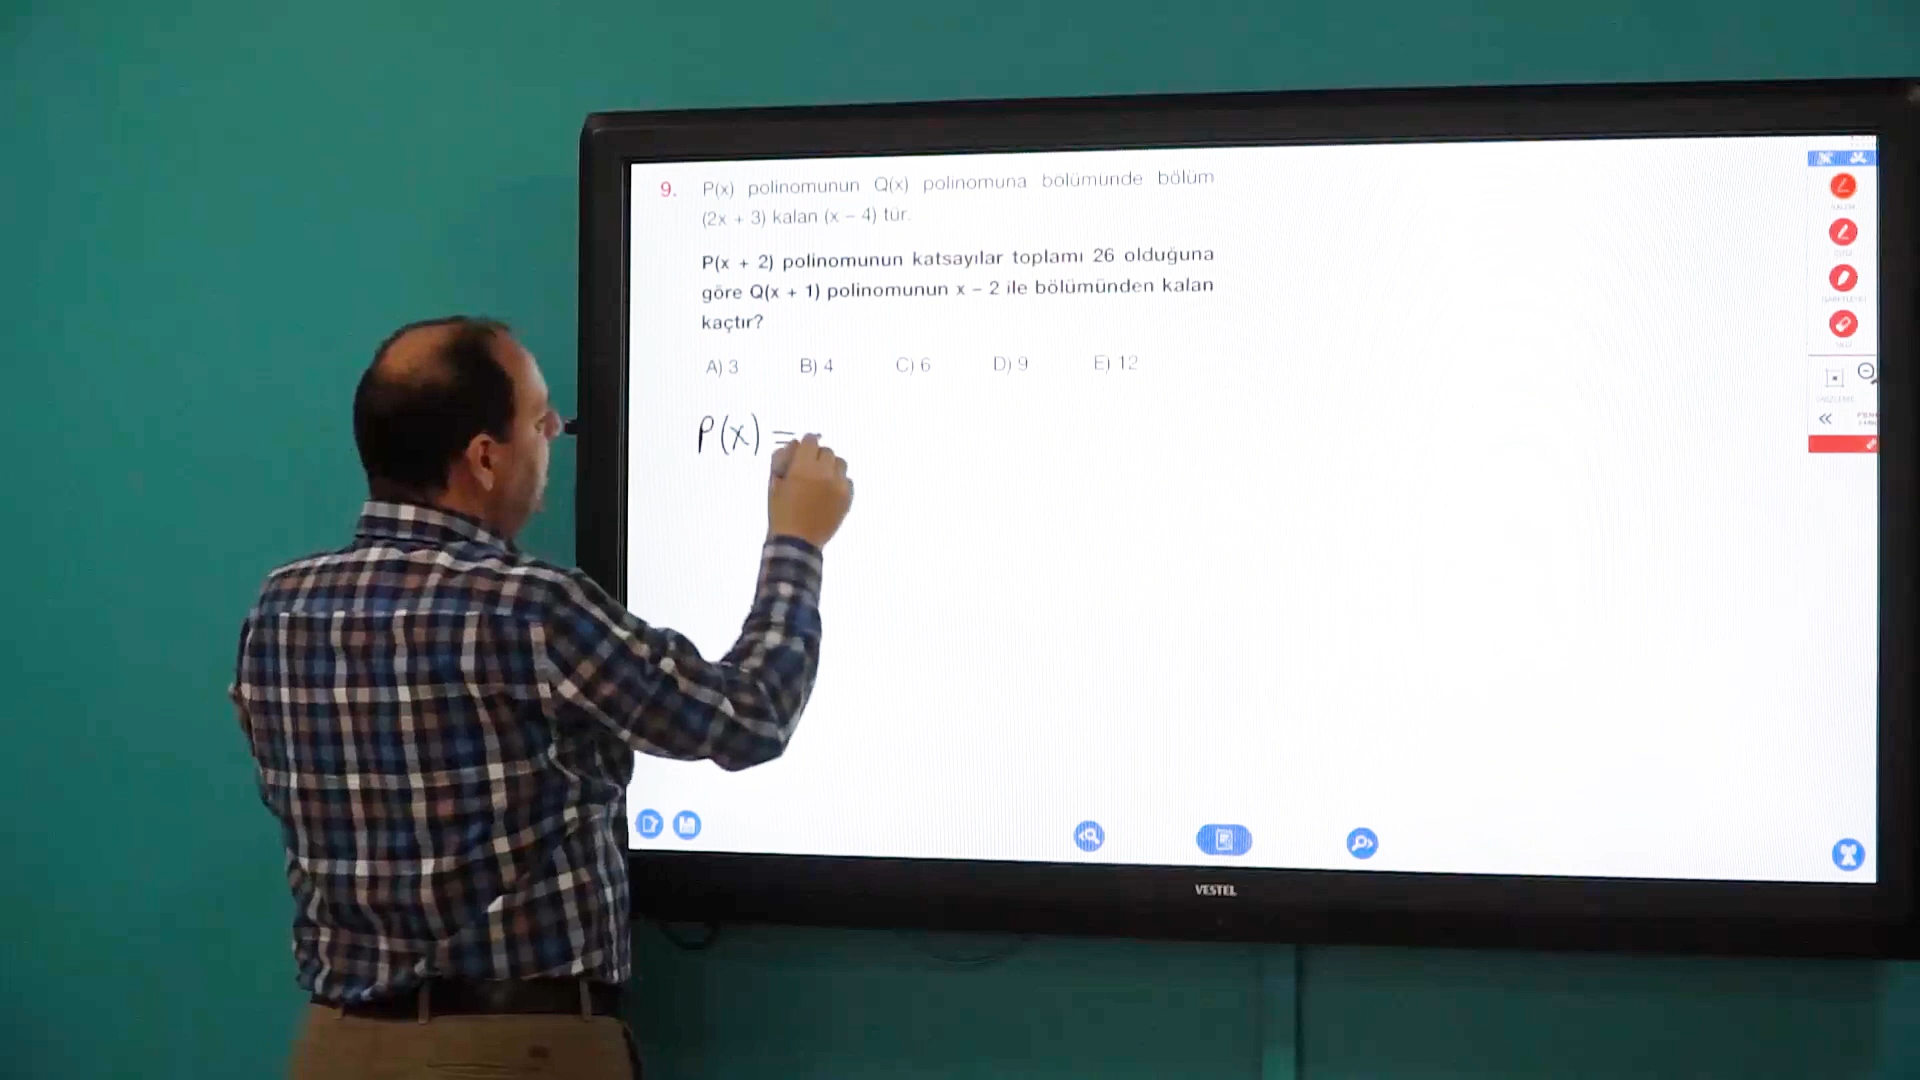 9. P(x) polinomunun Q(x) polinomuna bölümünde bölüm
(2x + 3) kalan (x – 4) tür.
P(x + 2) polinomunun katsayılar toplamı 26 olduğuna
göre Q(x + 1) polinomunun x – 2 ile bölümünden kalan
kaçtır?
A) 3 B) 4 C) 6 D) 9 E) 12
P(x) =
VESTEL